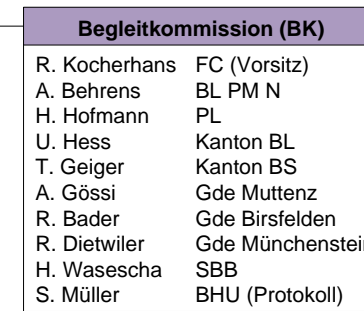 Begleitkommission (BK)
R. Kocherhans FC (Vorsitz)
A. Behrens BL PM N
H. Hofmann PL
U. Hess Kanton BL
T. Geiger Kanton BS
A. Gössi Gde Muttenz
R. Bader Gde Birsfelden
R. Dietwiler Gde Münchenstein
H. Wasescha SBB
S. Müller BHU (Protokoll)